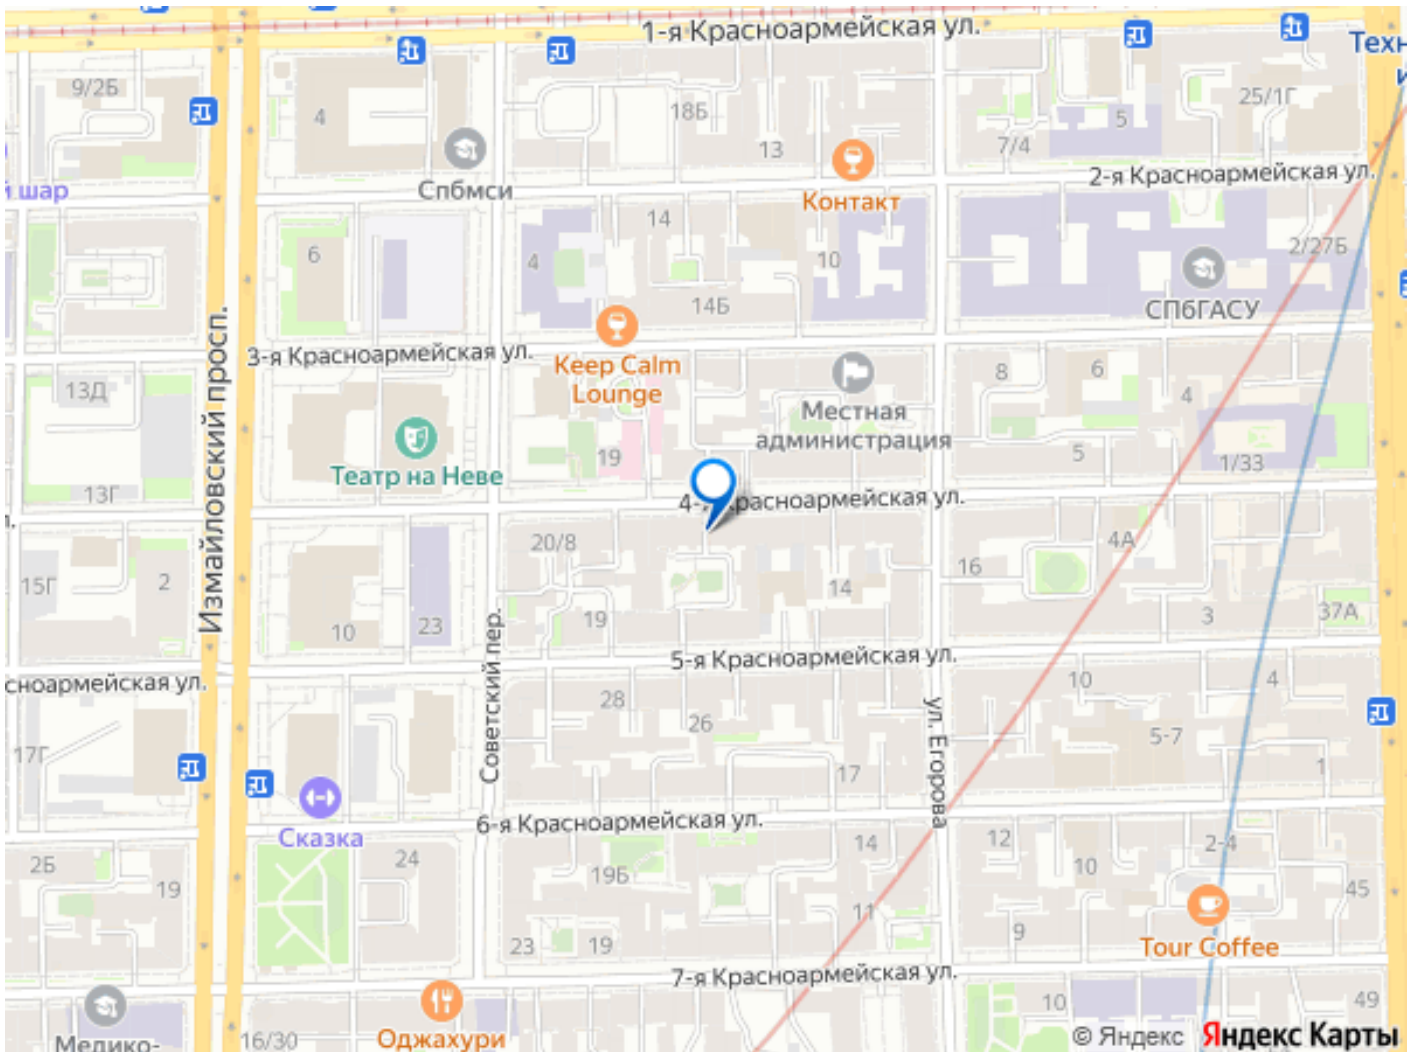 1-я Красноармейская ул.
Техн
и
9/2Б
4
18Б
13
5
25/1Г
7/4
Спбмси
Контакт
2-я Красноармейская ул.
й шар
14
6
4
10
14Б
2/27Б
СПбГАСУ
3-я Красноармейская ул.
Keep Calm
Lounge
Местная
администрация
8
6
4
13Д
Измайловский просп.
Театр на Неве
19
5
1/33
13Г
4-я Красноармейская ул.
20/8
14
16
4А
15Г
2
10
23
19
3
37А
Советский пер.
5-я Красноармейская ул.
сноармейская ул.
28
26
10
4
ул. Егорова
5-7
17Г
17
1
Сказка
6-я Красноармейская ул.
2Б
19
24
19Б
14
12
10
2-4
45
11
9
23
19
Tour Coffee
7-я Красноармейская ул.
10
49
Медико-
16/30
Оджахури
© Яндекс
Яндекс Карты